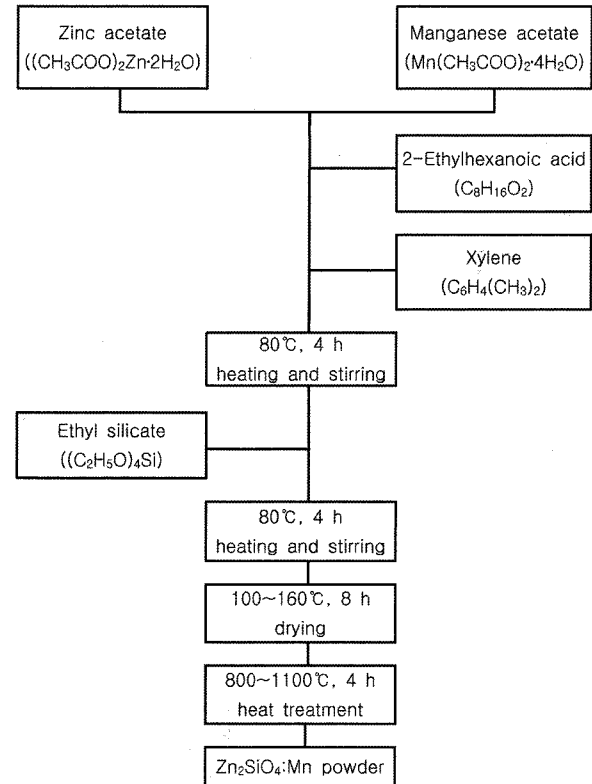 Zinc acetate
((CH₃COO)₂Zn·2H₂O)
Manganese acetate
(Mn(CH₃COO)₂·4H₂O)
2-Ethylhexanoic acid
(C₈H₁₆O₂)
Xylene
(C₆H₄(CH₃)₂)
80℃, 4 h
heating and stirring
Ethyl silicate
((C₂H₅O)₄Si)
80℃, 4 h
heating and stirring
100~160℃, 8 h
drying
800~1100℃, 4 h
heat treatment
Zn₂SiO₄:Mn powder